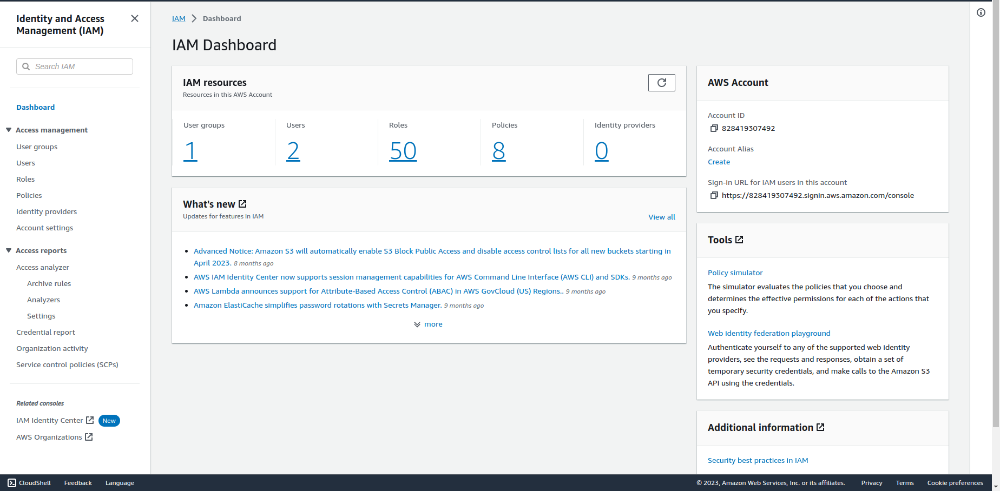 Identity and Access
Management (IAM)
Search IAM
Dashboard
Access management
User groups
Users
Roles
Policies
Identity providers
Account settings
Access reports
Access analyzer
Archive rules
Analyzers
Settings
Credential report
Organization activity
Service control policies (SCPs)
Related consoles
IAM Identity Center New
AWS Organizations
IAM Dashboard
IAM Dashboard
IAM resources
Resources in this AWS Account
User groups Users Roles Policies Identity providers
1 2 50 8 0
What's new
Updates for features in IAM
View all
Advanced Notice: Amazon S3 will automatically enable S3 Block Public Access and disable access control lists for all new buckets starting in
April 2023. 8 months ago
AWS IAM Identity Center now supports session management capabilities for AWS Command Line Interface (AWS CLI) and SDKs. 9 months ago
AWS Lambda announces support for Attribute-Based Access Control (ABAC) in AWS GovCloud (US) Regions.. 9 months ago
Amazon ElastiCache simplifies password rotations with Secrets Manager. 9 months ago
more
AWS Account
Account ID
828419307492
Account Alias
Create
Sign-in URL for IAM users in this account
https://828419307492.signin.aws.amazon.com/console
Tools
Policy simulator
The simulator evaluates the policies that you choose and
determines the effective permissions for each of the actions that
you specify.
Web identity federation playground
Authenticate yourself to any of the supported web identity
providers, see the requests and responses, obtain a set of
temporary security credentials, and make calls to the Amazon S3
API using the credentials.
Additional information
Security best practices in IAM
CloudShell Feedback Language
© 2023, Amazon Web Services, Inc. or its affiliates. Privacy Terms Cookie preferences